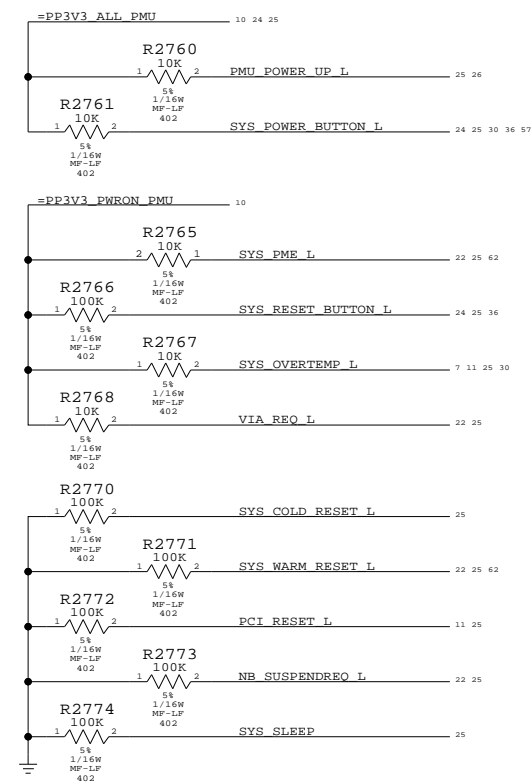 =PP3V3_ALL_PMU 10 24 25
R2760
10K
1 2 PMU_POWER_UP_L 25 26
5%
1/16W
MF-LF
402
R2761
10K
1 2 SYS_POWER_BUTTON_L 24 25 30 36 57
5%
1/16W
MF-LF
402
=PP3V3_PWRON_PMU 10
R2765
10K
2 1 SYS_PME_L 22 25 62
5%
1/16W
MF-LF
402
R2766
100K
1 2 SYS_RESET_BUTTON_L 24 25 36
5%
1/16W
MF-LF
402
R2767
10K
1 2 SYS_OVERTEMP_L 7 11 25 30
5%
1/16W
MF-LF
402
R2768
10K
1 2 VIA_REQ_L 22 25
5%
1/16W
MF-LF
402
R2770
100K
1 2 SYS_COLD_RESET_L 25
5%
1/16W
MF-LF
402
R2771
100K
1 2 SYS_WARM_RESET_L 22 25 62
5%
1/16W
MF-LF
402
R2772
100K
1 2 PCI_RESET_L 11 25
5%
1/16W
MF-LF
402
R2773
100K
1 2 NB_SUSPENDREQ_L 22 25
5%
1/16W
MF-LF
402
R2774
100K
1 2 SYS_SLEEP 25
5%
1/16W
MF-LF
402